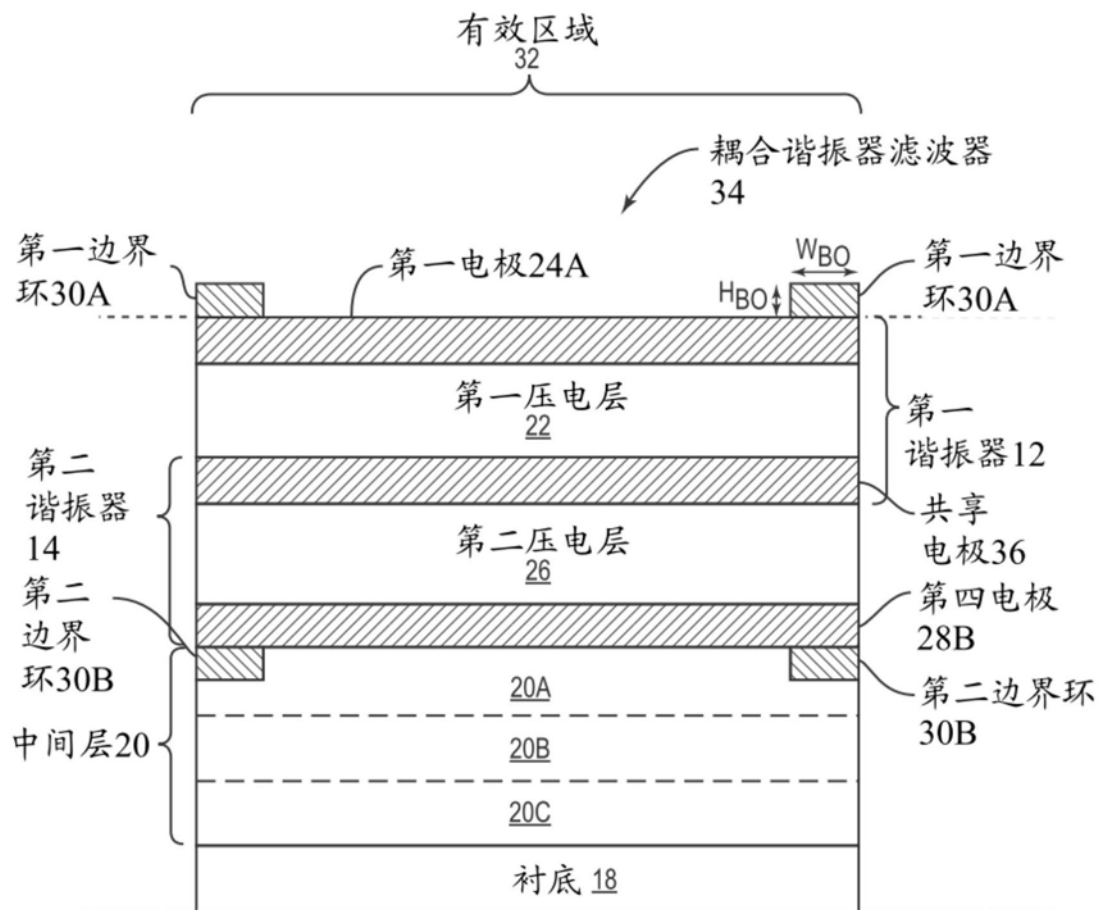 有效区域
32
耦合谐振器滤波器
34
第一边界
环30A
第一电极24A
WBO
HBO
第一边界
环30A
第一压电层
22
第一
谐振器12
第二
谐振器
14
共享
电极36
第二压电层
26
第二
边界
环30B
第四电极
28B
20A
第二边界环
30B
中间层20
20B
20C
衬底 18